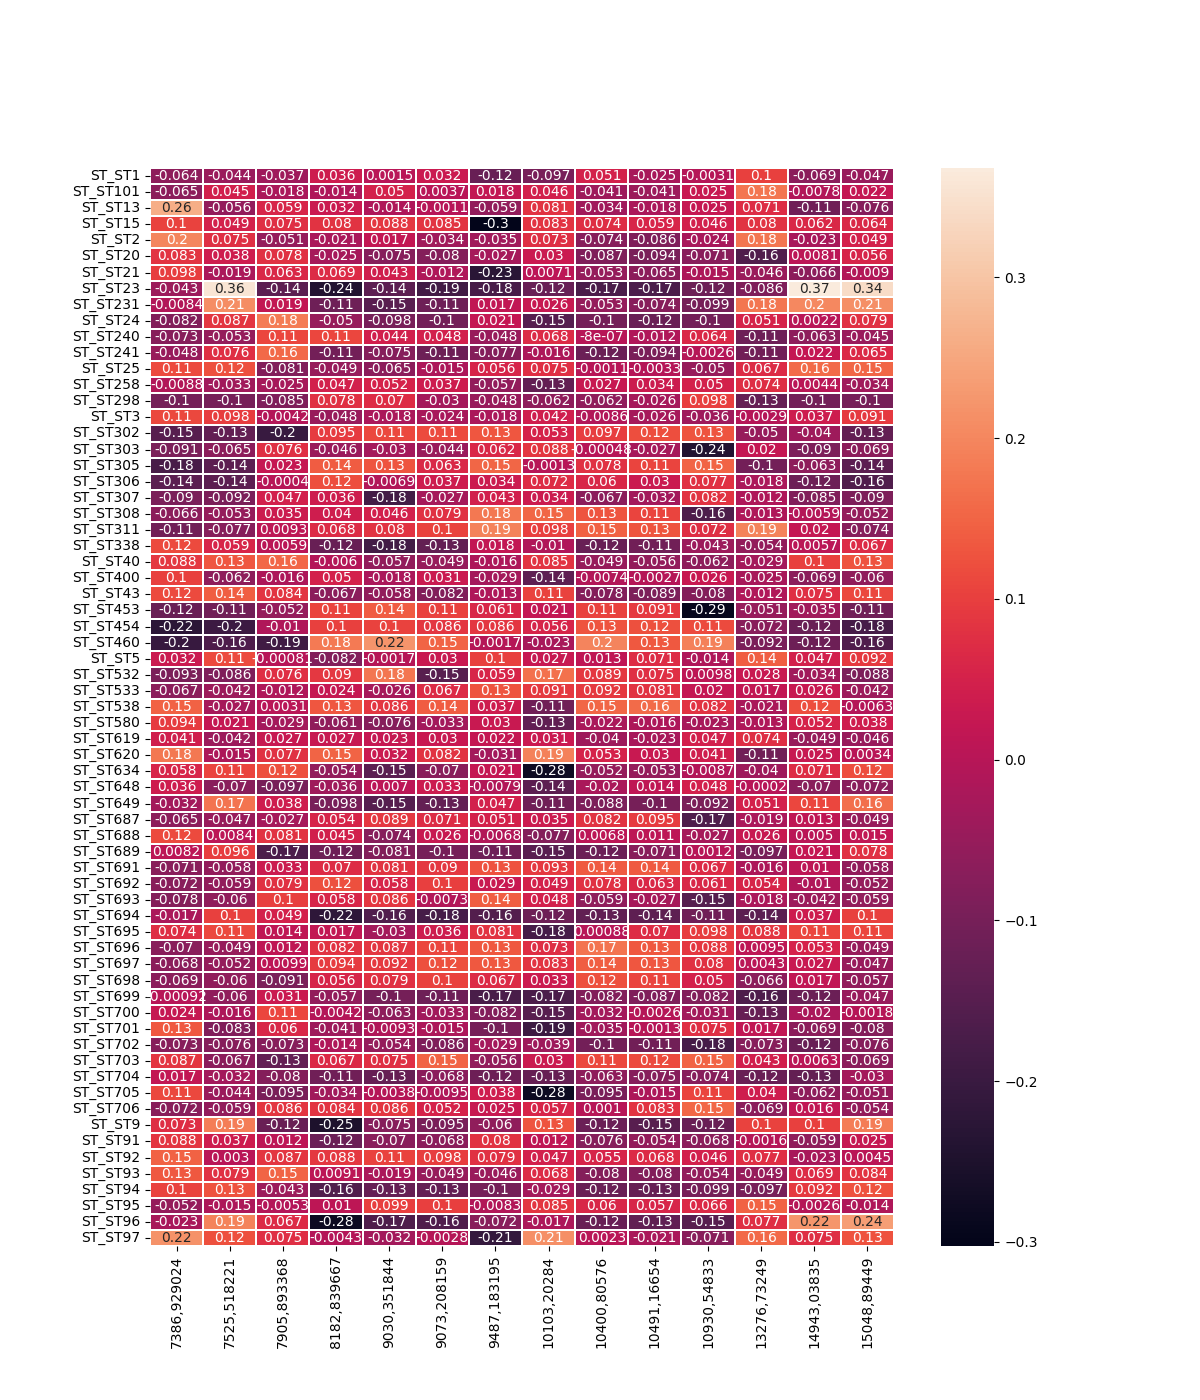 ST_ST1 -0.064 -0.044 -0.037 0.036 0.0015 0.032 -0.12 -0.097 0.051 -0.025 -0.0031 0.1 -0.069 -0.047
ST_ST101 -0.065 0.045 -0.018 -0.014 0.05 0.0037 0.018 0.046 -0.041 -0.041 0.025 0.18 -0.0078 0.022
ST_ST13 0.26 -0.056 0.059 0.032 -0.014 -0.0011 -0.059 0.081 -0.034 -0.018 0.025 0.071 -0.11 -0.076
ST_ST15 0.1 0.049 0.075 0.08 0.088 0.085 -0.3 0.083 0.074 0.059 0.046 0.08 0.062 0.064
ST_ST2 0.2 0.075 -0.051 -0.021 0.017 -0.034 -0.035 0.073 -0.074 -0.086 -0.024 0.18 -0.023 0.049
ST_ST20 0.083 0.038 0.078 -0.025 -0.075 -0.08 -0.027 0.03 -0.087 -0.094 -0.071 -0.16 0.0081 0.056
ST_ST21 0.098 -0.019 0.063 0.069 0.043 -0.012 -0.23 0.0071 -0.053 -0.065 -0.015 -0.046 -0.066 -0.009
ST_ST23 -0.043 0.36 -0.14 -0.24 -0.14 -0.19 -0.18 -0.12 -0.17 -0.17 -0.12 -0.086 0.37 0.34
ST_ST231 -0.0084 0.21 0.019 -0.11 -0.15 -0.11 0.017 0.026 -0.053 -0.074 -0.099 0.18 0.2 0.21
ST_ST24 -0.082 0.087 0.18 -0.05 -0.098 -0.1 0.021 -0.15 -0.1 -0.12 -0.1 0.051 0.0022 0.079
ST_ST240 -0.073 -0.053 0.11 0.11 0.044 0.048 -0.048 0.068 -8e-07 -0.012 0.064 -0.11 -0.063 -0.045
ST_ST241 -0.048 0.076 0.16 -0.11 -0.075 -0.11 -0.077 -0.016 -0.12 -0.094 -0.0026 -0.11 0.022 0.065
ST_ST25 0.11 0.12 -0.081 -0.049 -0.065 -0.015 0.056 0.075 -0.0011 -0.0033 -0.05 0.067 0.16 0.15
ST_ST258 -0.0088 -0.033 -0.025 0.047 0.052 0.037 -0.057 -0.13 0.027 0.034 0.05 0.074 0.0044 -0.034
ST_ST298 -0.1 -0.1 -0.085 0.078 0.07 -0.03 -0.048 -0.062 -0.062 -0.026 0.098 -0.13 -0.1 -0.1
ST_ST3 0.11 0.098 -0.0042 -0.048 -0.018 -0.024 -0.018 0.042 -0.0086 -0.026 -0.036 -0.0029 0.037 0.091
ST_ST302 -0.15 -0.13 -0.2 0.095 0.11 0.11 0.13 0.053 0.097 0.12 0.13 -0.05 -0.04 -0.13
ST_ST303 -0.091 -0.065 0.076 -0.046 -0.03 -0.044 0.062 0.088 -0.00048 -0.027 -0.24 0.02 -0.09 -0.069
ST_ST305 -0.18 -0.14 0.023 0.14 0.13 0.063 0.15 -0.0013 0.078 0.11 0.15 -0.1 -0.063 -0.14
ST_ST306 -0.14 -0.14 -0.0004 0.12 -0.0069 0.037 0.034 0.072 0.06 0.03 0.077 -0.018 -0.12 -0.16
ST_ST307 -0.09 -0.092 0.047 0.036 -0.18 -0.027 0.043 0.034 -0.067 -0.032 0.082 -0.012 -0.085 -0.09
ST_ST308 -0.066 -0.053 0.035 0.04 0.046 0.079 0.18 0.15 0.13 0.11 -0.16 -0.013 -0.0059 -0.052
ST_ST311 -0.11 -0.077 0.0093 0.068 0.08 0.1 0.19 0.098 0.15 0.13 0.072 0.19 0.02 -0.074
ST_ST338 0.12 0.059 0.0059 -0.12 -0.18 -0.13 0.018 -0.01 -0.12 -0.11 -0.043 -0.054 0.0057 0.067
ST_ST40 0.088 0.13 0.16 -0.006 -0.057 -0.049 -0.016 0.085 -0.049 -0.056 -0.062 -0.029 0.1 0.13
ST_ST400 0.1 -0.062 -0.016 0.05 -0.018 0.031 -0.029 -0.14 -0.0074 -0.0027 0.026 -0.025 -0.069 -0.06
ST_ST43 0.12 0.14 0.084 -0.067 -0.058 -0.082 -0.013 0.11 -0.078 -0.089 -0.08 -0.012 0.075 0.11
ST_ST453 -0.12 -0.11 -0.052 0.11 0.14 0.11 0.061 0.021 0.11 0.091 -0.29 -0.051 -0.035 -0.11
ST_ST454 -0.22 -0.2 -0.01 0.1 0.1 0.086 0.086 0.056 0.13 0.12 0.11 -0.072 -0.12 -0.18
ST_ST460 -0.2 -0.16 -0.19 0.18 0.22 0.15 -0.0017 -0.023 0.2 0.13 0.19 -0.092 -0.12 -0.16
ST_ST5 0.032 0.11 -0.00081 -0.082 -0.0017 0.03 0.1 0.027 0.013 0.071 -0.014 0.14 0.047 0.092
ST_ST532 -0.093 -0.086 0.076 0.09 0.18 -0.15 0.059 0.17 0.089 0.075 0.0098 0.028 -0.034 -0.088
ST_ST533 -0.067 -0.042 -0.012 0.024 -0.026 0.067 0.13 0.091 0.092 0.081 0.02 0.017 0.026 -0.042
ST_ST538 0.15 -0.027 0.0031 0.13 0.086 0.14 0.037 -0.11 0.15 0.16 0.082 -0.021 0.12 -0.0063
ST_ST580 0.094 0.021 -0.029 -0.061 -0.076 -0.033 0.03 -0.13 -0.022 -0.016 -0.023 -0.013 0.052 0.038
ST_ST619 0.041 -0.042 0.027 0.027 0.023 0.03 0.022 0.031 -0.04 -0.023 0.047 0.074 -0.049 -0.046
ST_ST620 0.18 -0.015 0.077 0.15 0.032 0.082 -0.031 0.19 0.053 0.03 0.041 -0.11 0.025 0.0034
ST_ST634 0.058 0.11 0.12 -0.054 -0.15 -0.07 0.021 -0.28 -0.052 -0.053 -0.0087 -0.04 0.071 0.12
ST_ST648 0.036 -0.07 -0.097 -0.036 0.007 0.033 -0.0079 -0.14 -0.02 0.014 0.048 -0.0002 -0.07 -0.072
ST_ST649 -0.032 0.17 0.038 -0.098 -0.15 -0.13 0.047 -0.11 -0.088 -0.1 -0.092 0.051 0.11 0.16
ST_ST687 -0.065 -0.047 -0.027 0.054 0.089 0.071 0.051 0.035 0.082 0.095 -0.17 -0.019 0.013 -0.049
ST_ST688 0.12 0.0084 0.081 0.045 -0.074 0.026 -0.0068 -0.077 0.0068 0.011 -0.027 0.026 0.005 0.015
ST_ST689 0.0082 0.096 -0.17 -0.12 -0.081 -0.1 -0.11 -0.15 -0.12 -0.071 0.0012 -0.097 0.021 0.078
ST_ST691 -0.071 -0.058 0.033 0.07 0.081 0.09 0.13 0.093 0.14 0.14 0.067 -0.016 0.01 -0.058
ST_ST692 -0.072 -0.059 0.079 0.12 0.058 0.1 0.029 0.049 0.078 0.063 0.061 0.054 -0.01 -0.052
ST_ST693 -0.078 -0.06 0.1 0.058 0.086 -0.0073 0.14 0.048 -0.059 -0.027 -0.15 -0.018 -0.042 -0.059
ST_ST694 -0.017 0.1 0.049 -0.22 -0.16 -0.18 -0.16 -0.12 -0.13 -0.14 -0.11 -0.14 0.037 0.1
ST_ST695 0.074 0.11 0.014 0.017 -0.03 0.036 0.081 -0.18 0.00088 0.07 0.098 0.088 0.11 0.11
ST_ST696 -0.07 -0.049 0.012 0.082 0.087 0.11 0.13 0.073 0.17 0.13 0.088 0.0095 0.053 -0.049
ST_ST697 -0.068 -0.052 0.0099 0.094 0.092 0.12 0.13 0.083 0.14 0.13 0.08 0.0043 0.027 -0.047
ST_ST698 -0.069 -0.06 -0.091 0.056 0.079 0.1 0.067 0.033 0.12 0.11 0.05 -0.066 0.017 -0.057
ST_ST699 -0.00092 -0.06 0.031 -0.057 -0.1 -0.11 -0.17 -0.17 -0.082 -0.087 -0.082 -0.16 -0.12 -0.047
ST_ST700 0.024 -0.016 0.11 -0.0042 -0.063 -0.033 -0.082 -0.15 -0.032 -0.0026 -0.031 -0.13 -0.02 -0.0018
ST_ST701 0.13 -0.083 0.06 -0.041 -0.0093 -0.015 -0.1 -0.19 -0.035 -0.0013 0.075 0.017 -0.069 -0.08
ST_ST702 -0.073 -0.076 -0.073 -0.014 -0.054 -0.086 -0.029 -0.039 -0.1 -0.11 -0.18 -0.073 -0.12 -0.076
ST_ST703 0.087 -0.067 -0.13 0.067 0.075 0.15 -0.056 0.03 0.11 0.12 0.15 0.043 0.0063 -0.069
ST_ST704 0.017 -0.032 -0.08 -0.11 -0.13 -0.068 -0.12 -0.13 -0.063 -0.075 -0.074 -0.12 -0.13 -0.03
ST_ST705 0.11 -0.044 -0.095 -0.034 -0.0038 -0.0095 0.038 -0.28 -0.095 -0.015 0.11 0.04 -0.062 -0.051
ST_ST706 -0.072 -0.059 0.086 0.084 0.086 0.052 0.025 0.057 0.001 0.083 0.15 -0.069 0.016 -0.054
ST_ST9 0.073 0.19 -0.12 -0.25 -0.075 -0.095 -0.06 0.13 -0.12 -0.15 -0.12 0.1 0.1 0.19
ST_ST91 0.088 0.037 0.012 -0.12 -0.07 -0.068 0.08 0.012 -0.076 -0.054 -0.068 -0.0016 -0.059 0.025
ST_ST92 0.15 0.003 0.087 0.088 0.11 0.098 0.079 0.047 0.055 0.068 0.046 0.077 -0.023 0.0045
ST_ST93 0.13 0.079 0.15 0.0091 -0.019 -0.049 -0.046 0.068 -0.08 -0.08 -0.054 -0.049 0.069 0.084
ST_ST94 0.1 0.13 -0.043 -0.16 -0.13 -0.13 -0.1 -0.029 -0.12 -0.13 -0.099 -0.097 0.092 0.12
ST_ST95 -0.052 -0.015 -0.0053 0.01 0.099 0.1 -0.0083 0.085 0.06 0.057 0.066 0.15 -0.0026 -0.014
ST_ST96 -0.023 0.19 0.067 -0.28 -0.17 -0.16 -0.072 -0.017 -0.12 -0.13 -0.15 0.077 0.22 0.24
ST_ST97 0.22 0.12 0.075 -0.0043 -0.032 -0.0028 -0.21 0.21 0.0023 -0.021 -0.071 0.16 0.075 0.13
7386,929024 7525,518221 7905,893368 8182,839667 9030,351844 9073,208159 9487,183195 10103,20284 10400,80576 10491,16654 10930,54833 13276,73249 14943,03835 15048,89449
0.3
0.2
0.1
0.0
−0.1
−0.2
−0.3